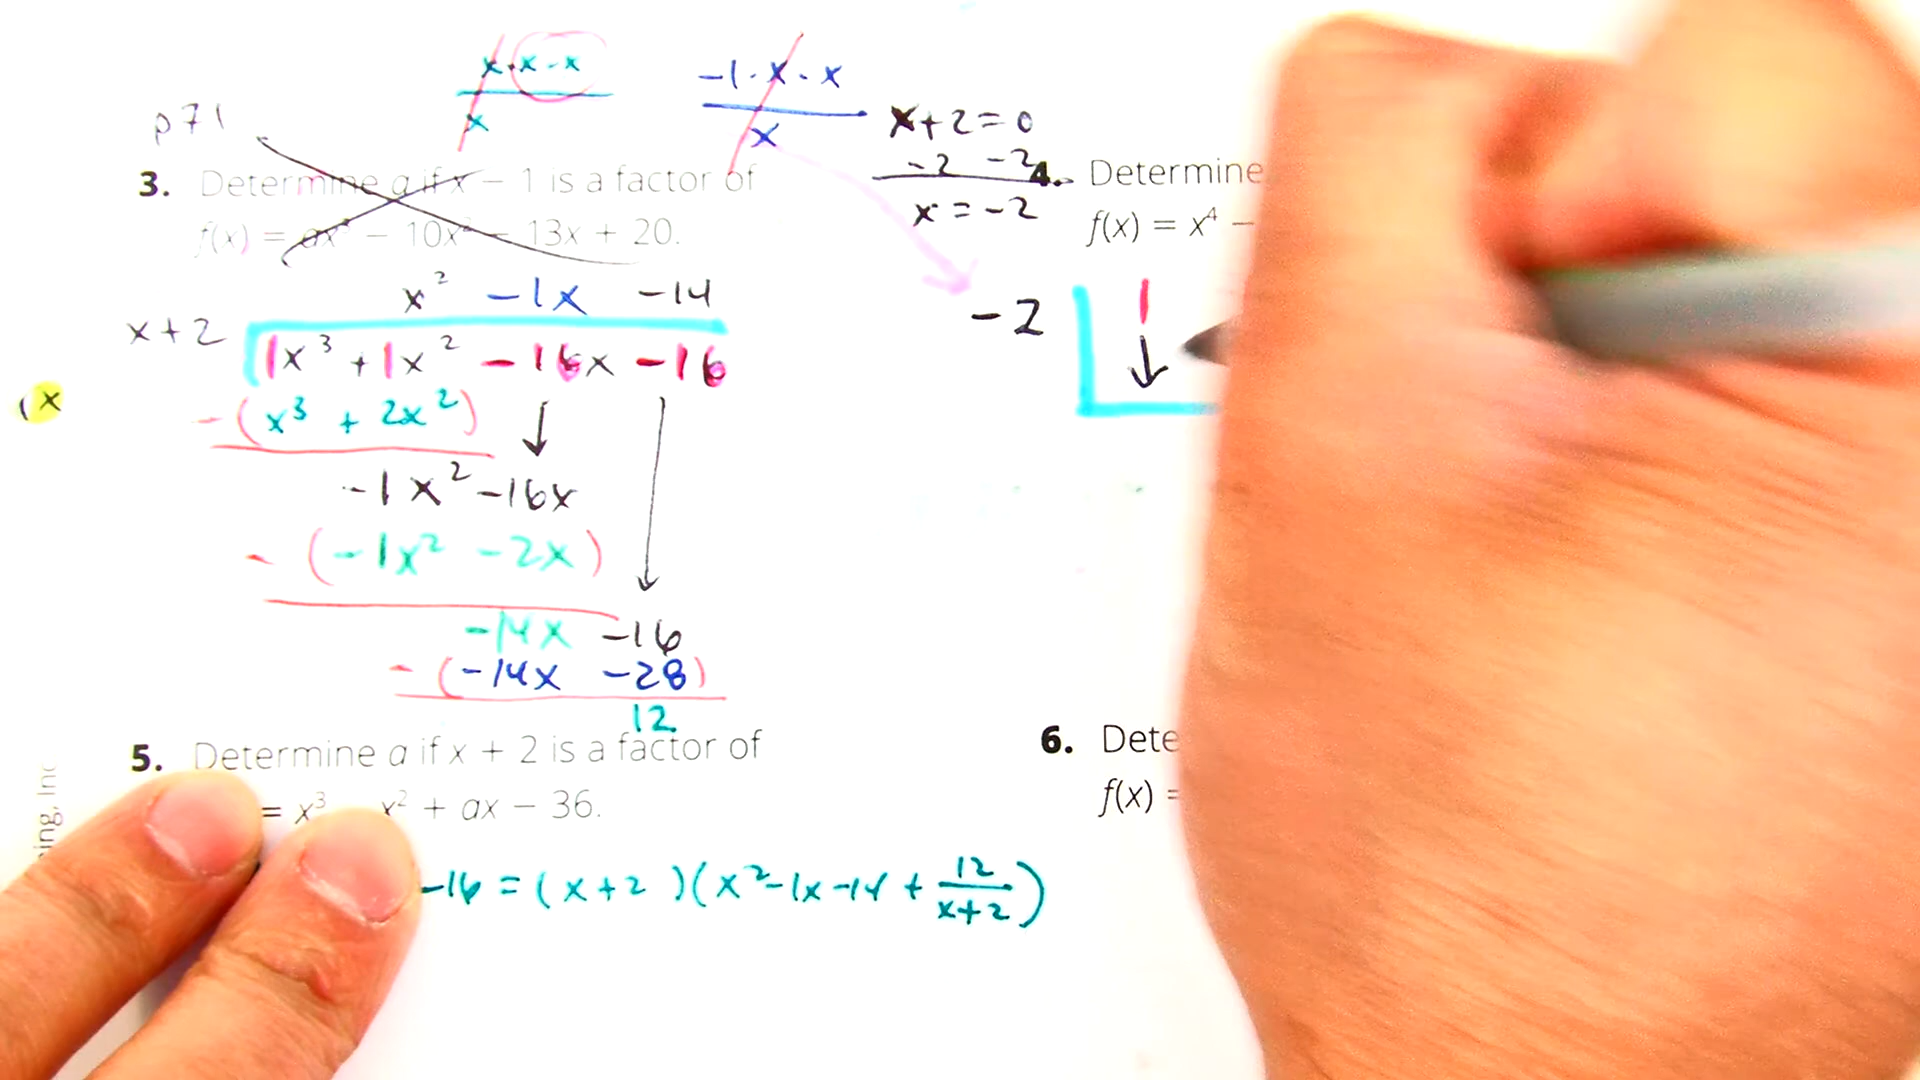 x · x · x
x
-1 · x · x
x
p71
x+2=0
-2 -2
x = -2
3. Determine a if x − 1 is a factor of
f(x) = ax³ − 10x² − 13x + 20.
4. Determine
f(x) = x⁴ −
x² -1x -14
x+2
1x³ +1x² -16x -16
-2 1
(x
-(x³ + 2x²)
-1x² -16x
-(-1x² -2x)
-14x -16
-(-14x -28)
12
5. Determine a if x + 2 is a factor of
= x³ x² + ax − 36.
6. Dete
f(x) =
-16 = (x+2)(x²-1x-14 + 12/x+2)